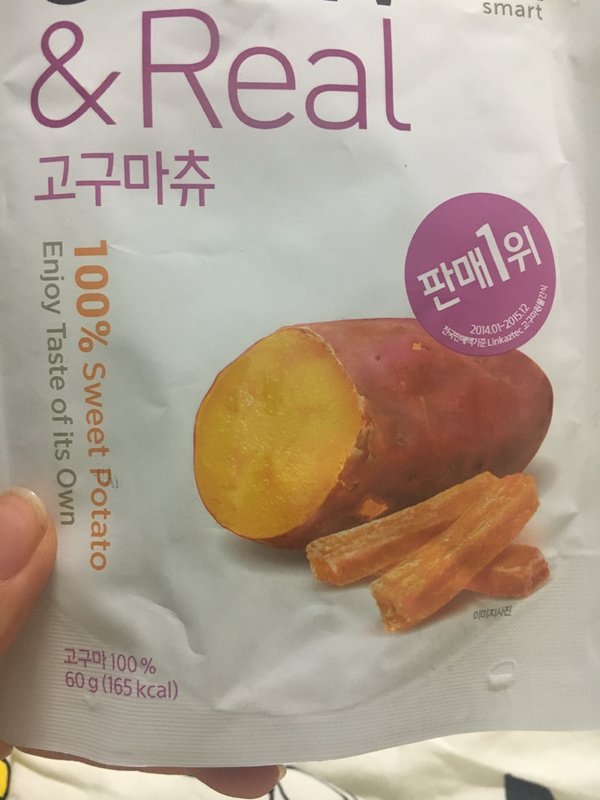 smart
& Real
고구마츄
100% Sweet Potato
Enjoy Taste of its Own
판매1위
2014.01-2015.12
Linkaztec
이미지사진
고구마 100%
60 g (165 kcal)